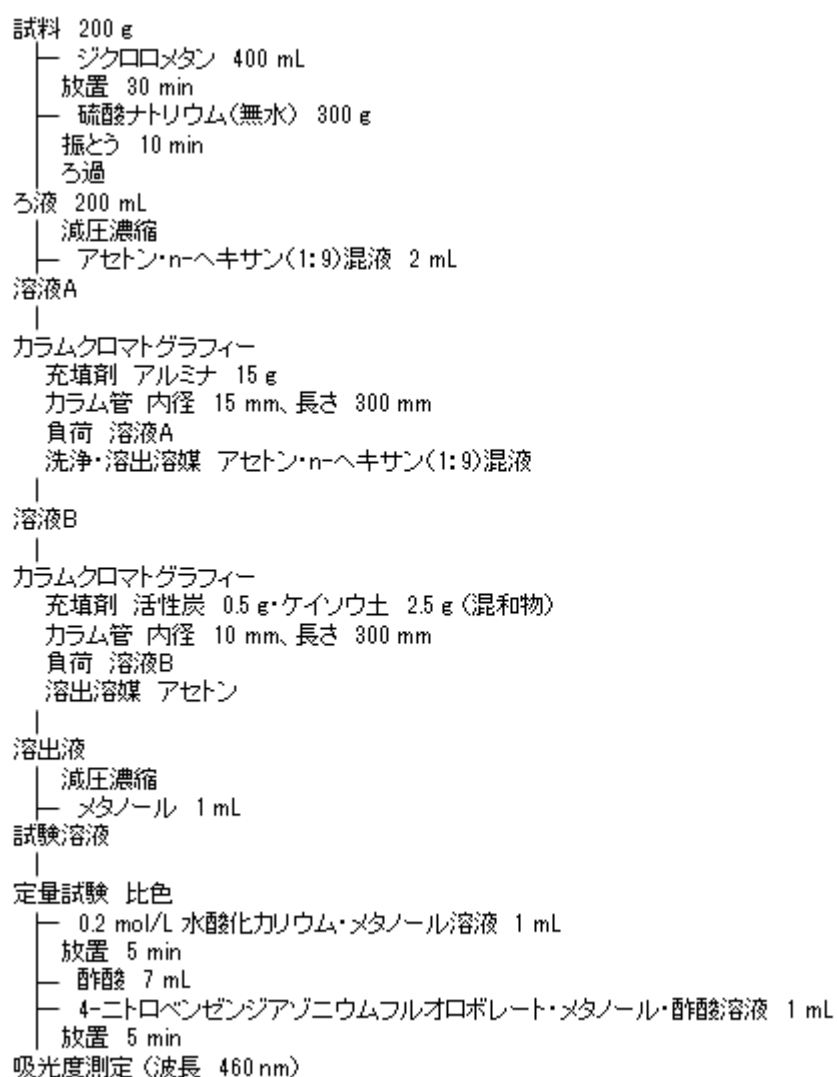 試料 200 g
ジクロロメタン 400 mL
放置 30 min
硫酸ナトリウム(無水) 300 g
振とう 10 min
ろ過
ろ液 200 mL
減圧濃縮
アセトン・n-ヘキサン(1:9)混液 2 mL
溶液A
カラムクロマトグラフィー
充填剤 アルミナ 15 g
カラム管 内径 15 mm、長さ 300 mm
負荷 溶液A
洗浄・溶出溶媒 アセトン・n-ヘキサン(1:9)混液
溶液B
カラムクロマトグラフィー
充填剤 活性炭 0.5 g・ケイソウ土 2.5 g (混和物)
カラム管 内径 10 mm、長さ 300 mm
負荷 溶液B
溶出溶媒 アセトン
溶出液
減圧濃縮
メタノール 1 mL
試験溶液
定量試験 比色
0.2 mol/L 水酸化カリウム・メタノール溶液 1 mL
放置 5 min
酢酸 7 mL
4-ニトロベンゼンジアゾニウムフルオロボレート・メタノール・酢酸溶液 1 mL
放置 5 min
吸光度測定 (波長 460 nm)